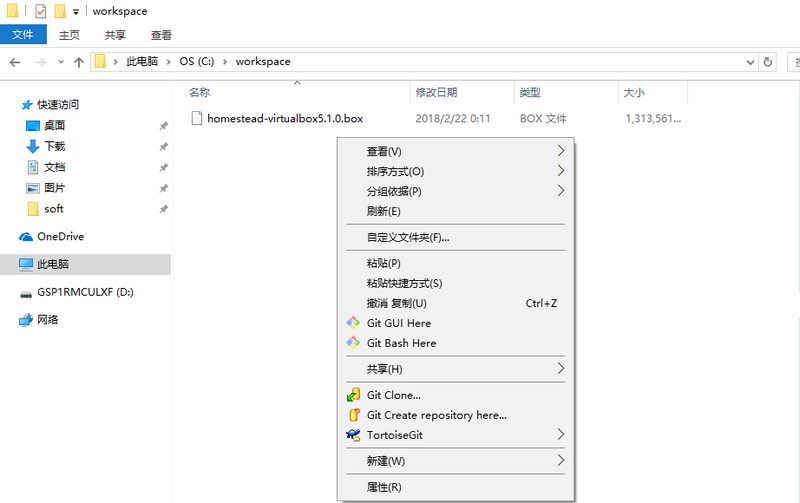 workspace
文件 主页 共享 查看
此电脑 OS (C:) workspace
名称 修改日期 类型 大小
快速访问
桌面
下载
文档
图片
soft
OneDrive
此电脑
GSP1RMCULXF (D:)
网络
homestead-virtualbox5.1.0.box 2018/2/22 0:11 BOX 文件 1,313,561...
查看(V)
排序方式(O)
分组依据(P)
刷新(E)
自定义文件夹(F)...
粘贴(P)
粘贴快捷方式(S)
撤消 复制(U) Ctrl+Z
Git GUI Here
Git Bash Here
共享(H)
Git Clone...
Git Create repository here...
TortoiseGit
新建(W)
属性(R)